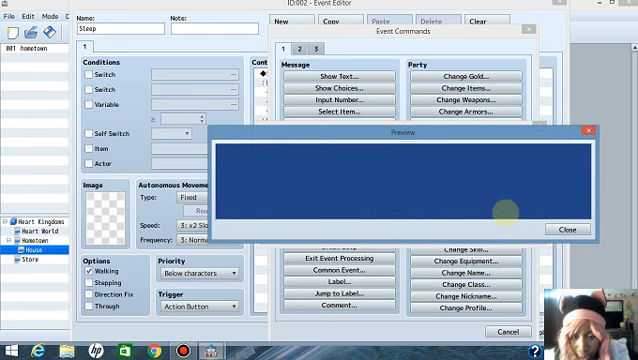 ID:002 - Event Editor
Edit Mode
001 hometown
Name:
Note:
Sleep
New
Copy
Paste
Delete
Clear
Event Commands
1
1
2
3
Conditions
Switch
Switch
Variable
≥
Self Switch
Item
Actor
Message
Show Text...
Show Choices...
Input Number...
Select Item...
Party
Change Gold...
Change Items...
Change Weapons...
Change Armors...
Preview
Close
Image
Autonomous Moveme
Type:
Fixed
Speed:
3: x2 Slo
Frequency:
3: Norma
Heart Kingdoms
Heart World
Hometown
House
Store
Options
Walking
Stepping
Direction Fix
Through
Priority
Below characters
Trigger
Action Button
Exit Event Processing
Common Event...
Label...
Jump to Label...
Comment...
Change Skill...
Change Equipment...
Change Name...
Change Class...
Change Nickname...
Change Profile...
Cancel